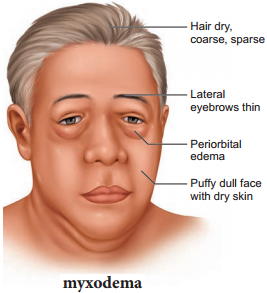 Hair dry,
coarse, sparse
Lateral
eyebrows thin
Periorbital
edema
Puffy dull face
with dry skin
myxodema